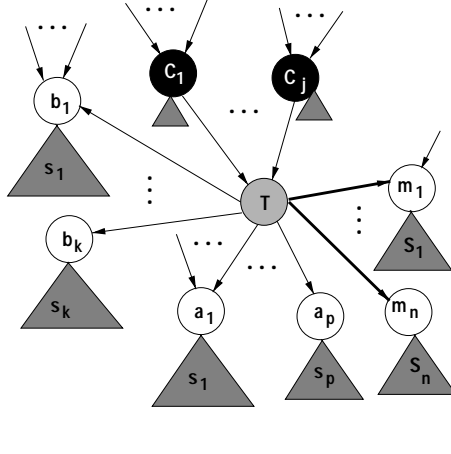 ... ... ...
C1 Cj
b1
...
s1
T m1
S1
bk ...
...
sk a1 ap mn
s1 sp Sn